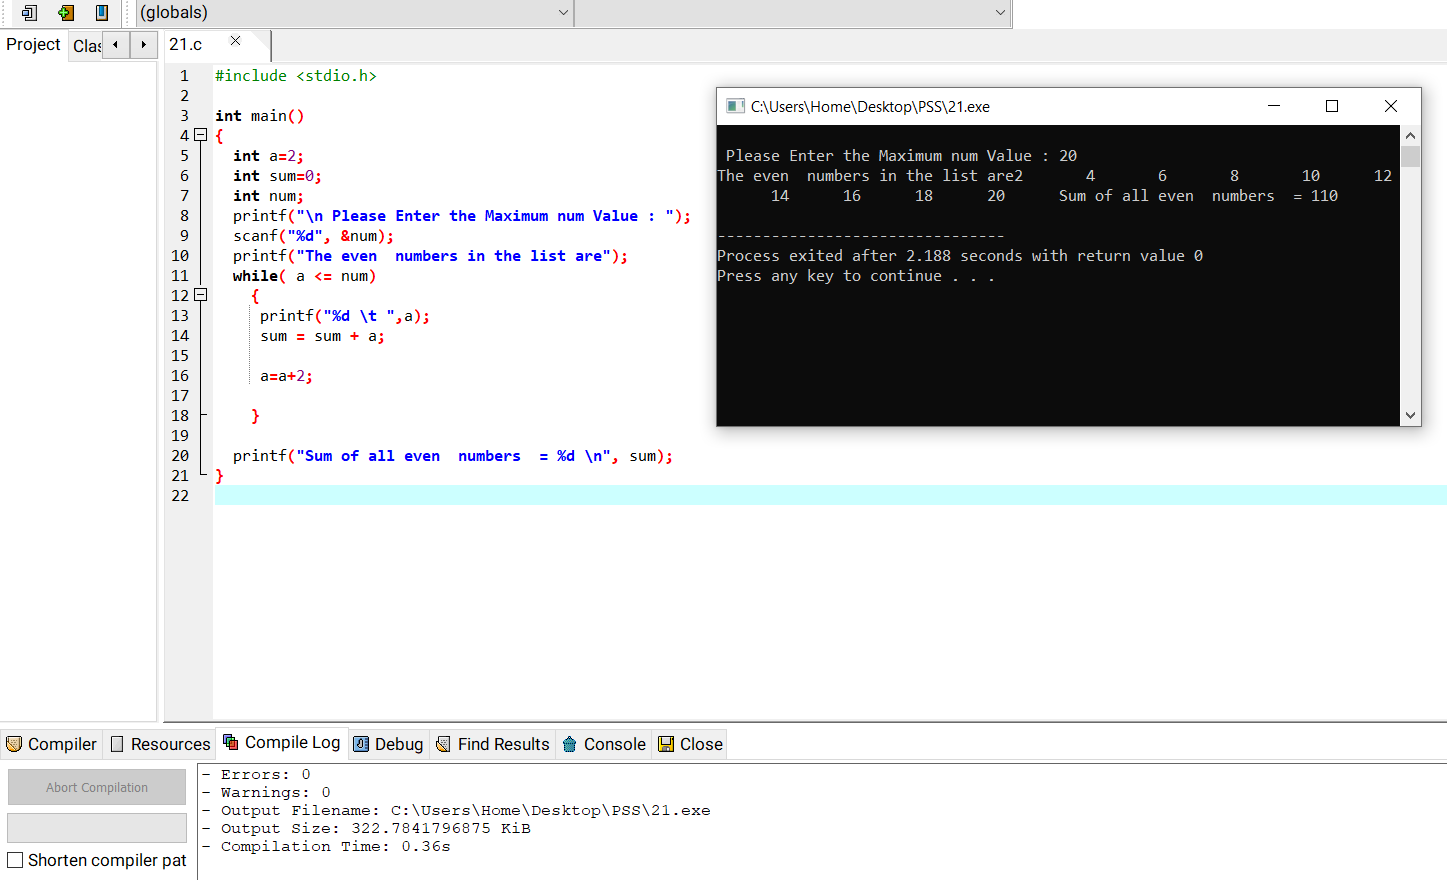 (globals)
Project Clas
21.c
1 #include <stdio.h>
2
3 int main()
4 {
5 int a=2;
6 int sum=0;
7 int num;
8 printf("\n Please Enter the Maximum num Value : ");
9 scanf("%d", &num);
10 printf("The even  numbers in the list are");
11 while( a <= num)
12 {
13 printf("%d \t ",a);
14 sum = sum + a;
15
16 a=a+2;
17
18 }
19
20 printf("Sum of all even  numbers  = %d \n", sum);
21 }
22
C:\Users\Home\Desktop\PSS\21.exe
Please Enter the Maximum num Value : 20
The even  numbers in the list are2 4 6 8 10 12
14 16 18 20 Sum of all even  numbers  = 110
--------------------------------
Process exited after 2.188 seconds with return value 0
Press any key to continue . . .
Compiler Resources Compile Log Debug Find Results Console Close
Abort Compilation
Shorten compiler pat
- Errors: 0
- Warnings: 0
- Output Filename: C:\Users\Home\Desktop\PSS\21.exe
- Output Size: 322.7841796875 KiB
- Compilation Time: 0.36s